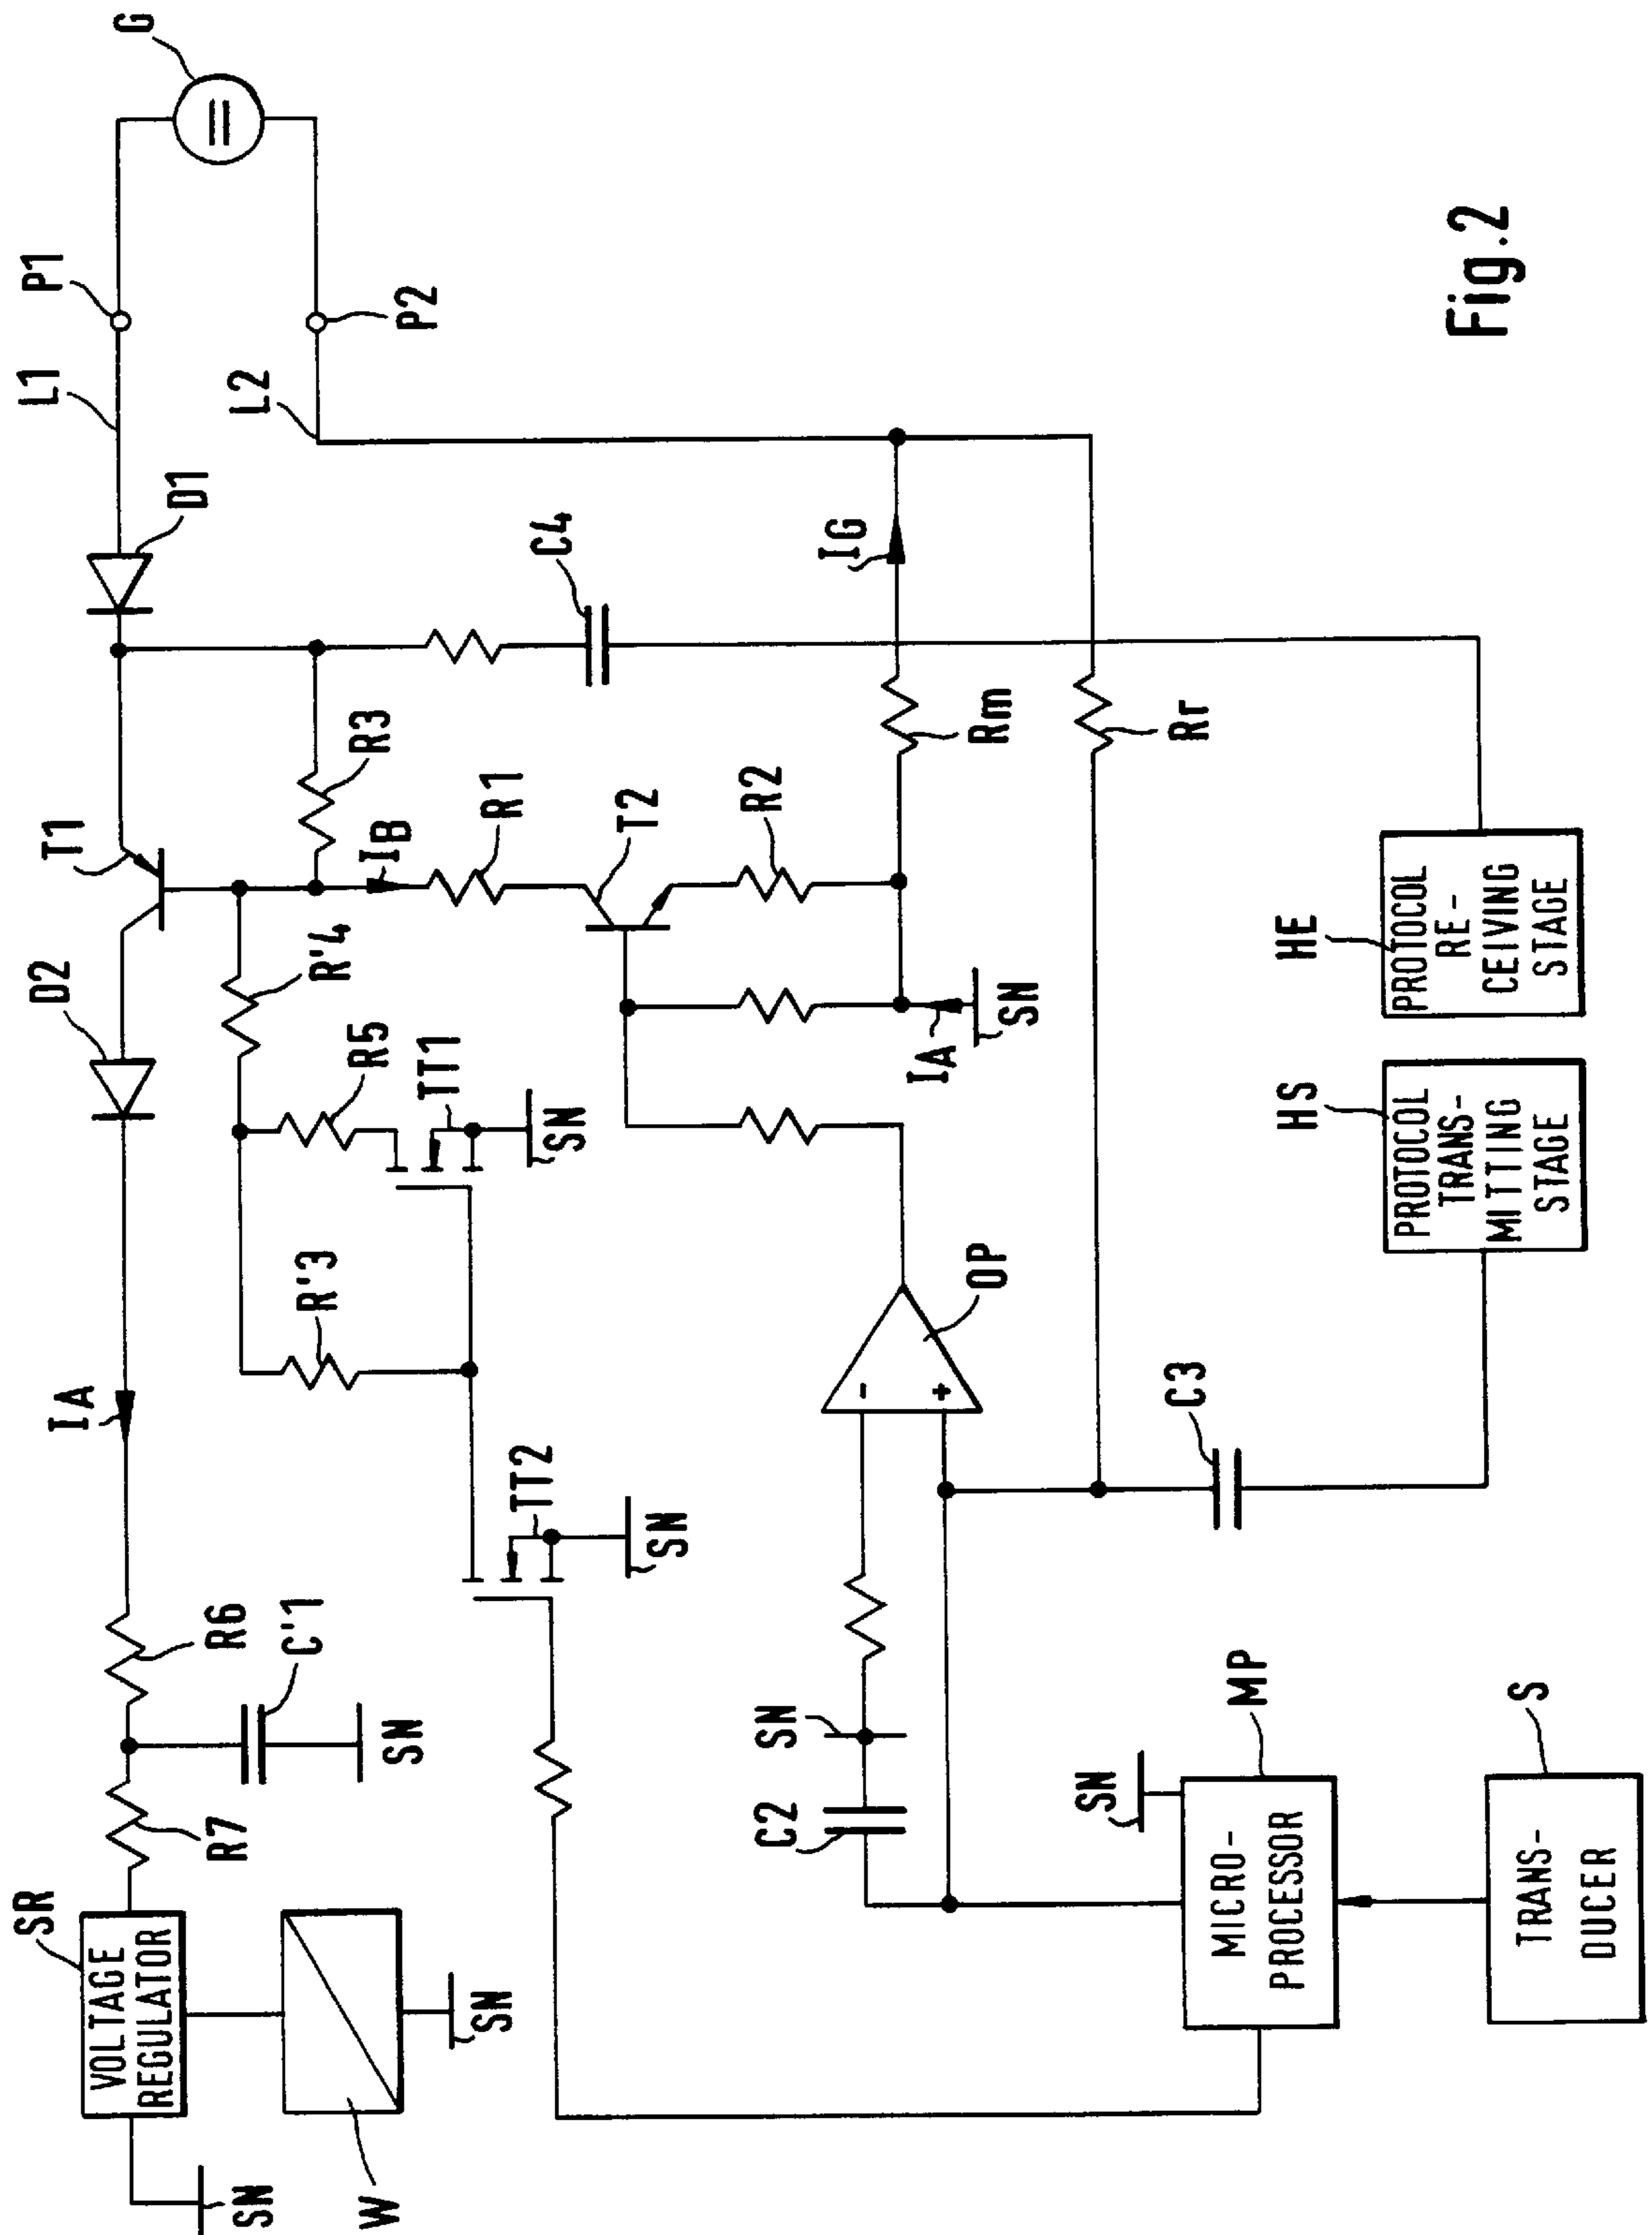 SN
SR
VOLTAGE
REGULATOR
R7
R6
C'1
SN
IA
D2
T1
D1
L1
P1
G
W
SN
R'3
R5
TT1
SN
R'4
R3
IB
R1
T2
R2
C4
L2
P2
TT2
SN
C2
SN
-
+
OP
IA
SN
Rm
IG
Rr
C3
SN
MP
MICRO-
PROCESSOR
S
TRANS-
DUCER
HS
PROTOCOL
TRANS-
MITTING
STAGE
HE
PROTOCOL
RE-
CEIVING
STAGE
Fig.2